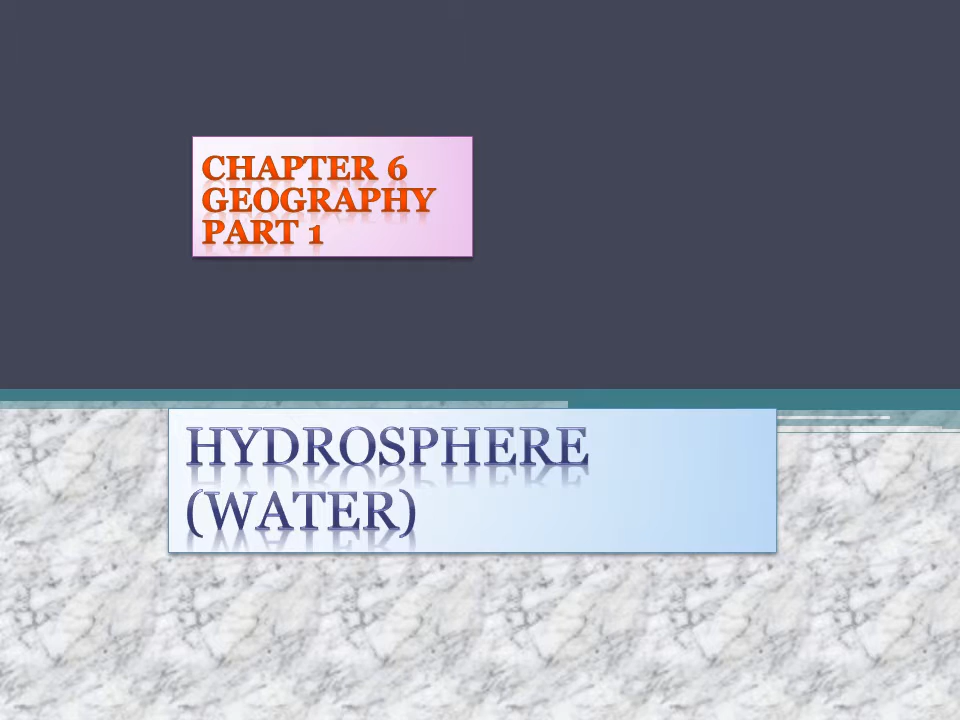 CHAPTER 6
GEOGRAPHY
PART 1
HYDROSPHERE
(WATER)